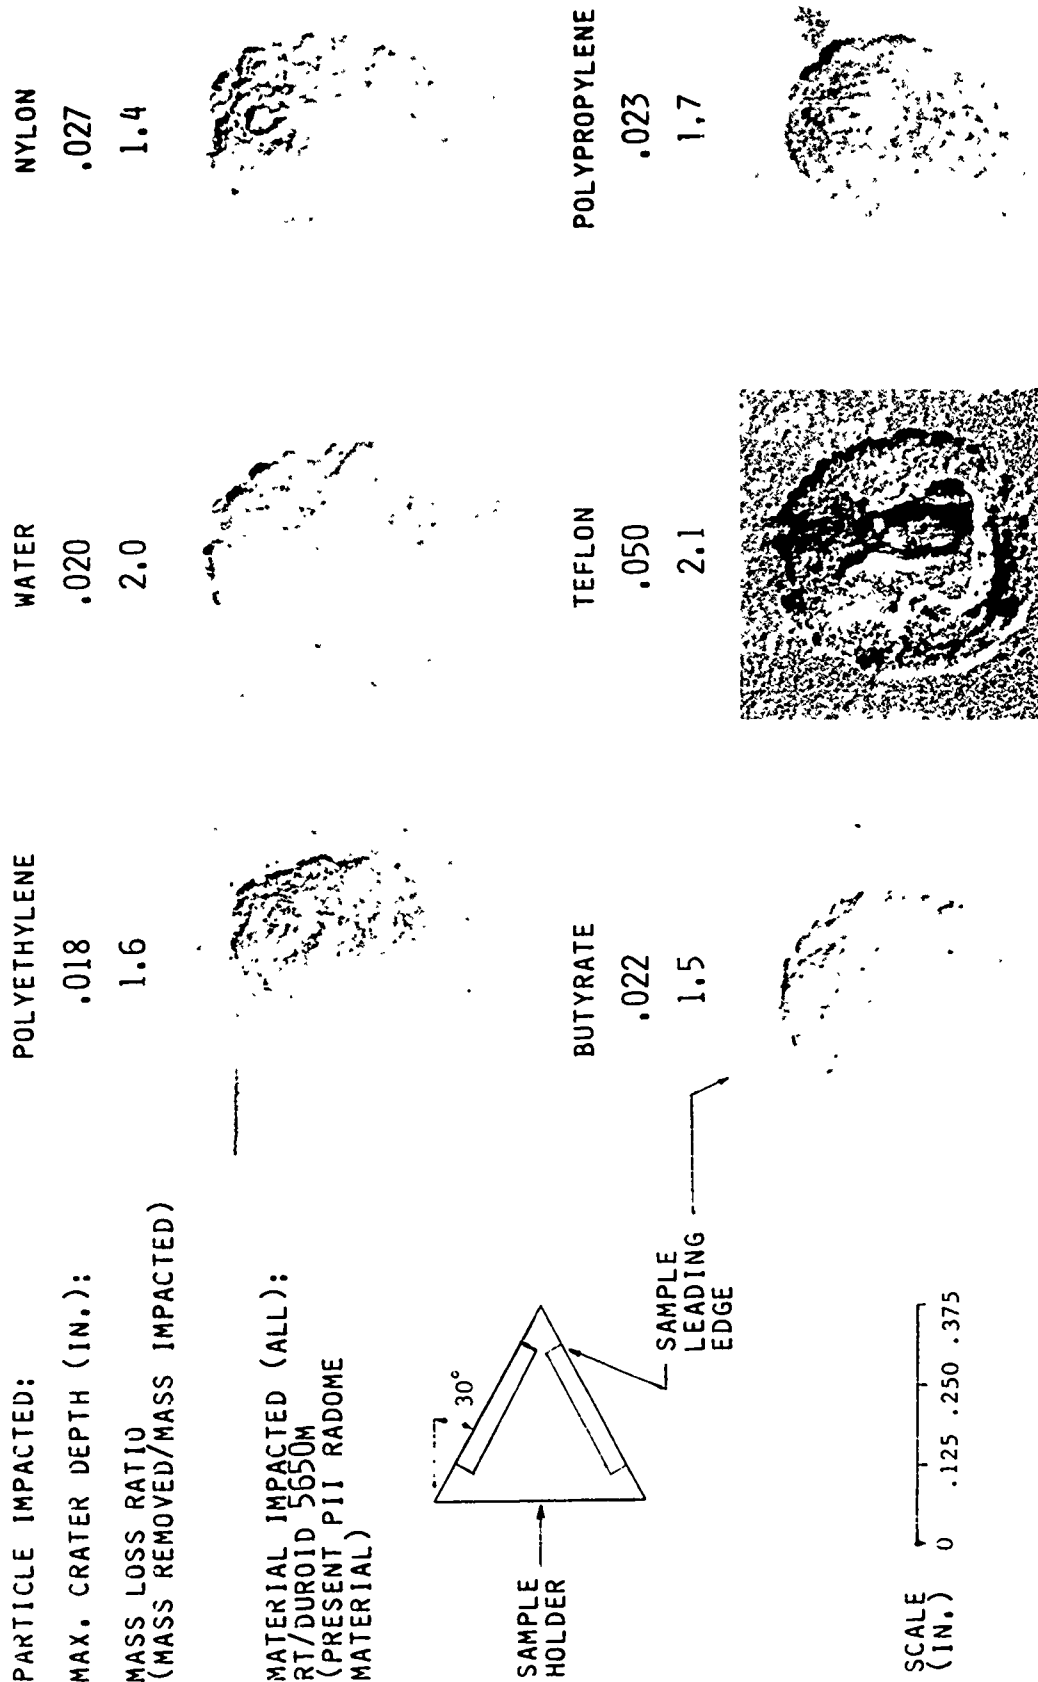 PARTICLE IMPACTED:
POLYETHYLENE
WATER
NYLON
MAX. CRATER DEPTH (IN.):
.018
.020
.027
MASS LOSS RATIO
(MASS REMOVED/MASS IMPACTED)
1.6
2.0
1.4
MATERIAL IMPACTED (ALL):
RT/DUROID 5650M
(PRESENT PII RADOME
MATERIAL)
30°
SAMPLE
HOLDER
SAMPLE
LEADING
EDGE
BUTYRATE
TEFLON
POLYPROPYLENE
.022
.050
.023
1.5
2.1
1.7
SCALE
(IN.)
0 .125 .250 .375